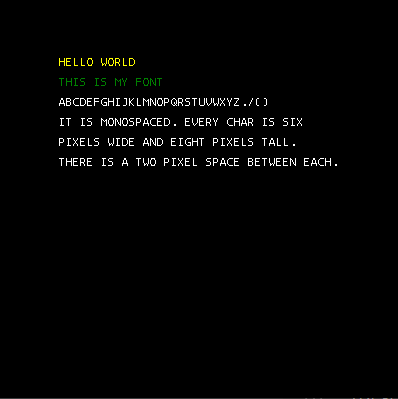 HELLO WORLD
THIS IS MY FONT
ABCDEFGHIJKLMNOPQRSTUVWXYZ./()
IT IS MONOSPACED. EVERY CHAR IS SIX
PIXELS WIDE AND EIGHT PIXELS TALL.
THERE IS A TWO PIXEL SPACE BETWEEN EACH.